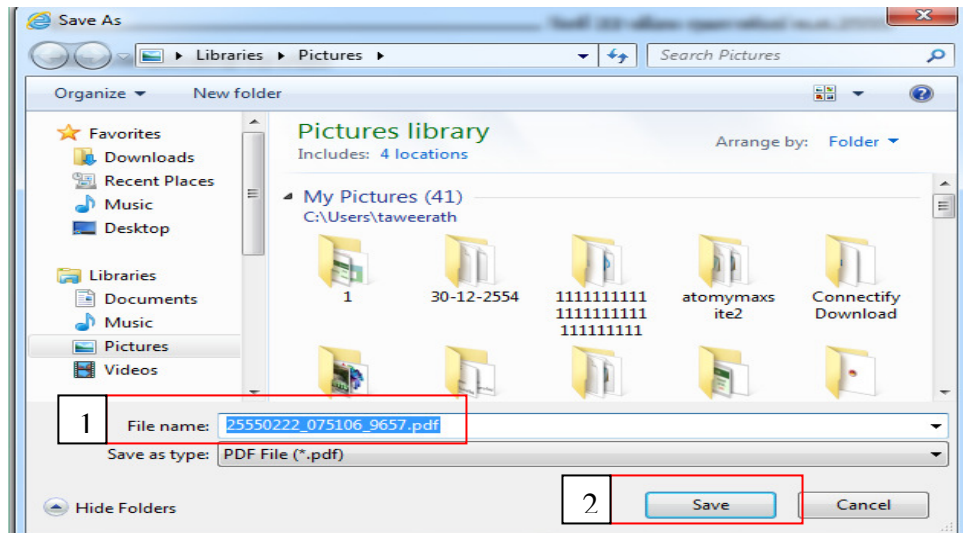 Save As
Libraries Pictures
Search Pictures
Organize New folder
Favorites
Downloads
Recent Places
Music
Desktop
Libraries
Documents
Music
Pictures
Videos
Pictures library
Includes: 4 locations
Arrange by: Folder
My Pictures (41)
C:\Users\taweerath
1
30-12-2554
1111111111
1111111111
111111111
atomymaxs
ite2
Connectify
Download
1 File name: 25550222_075106_9657.pdf
Save as type: PDF File (*.pdf)
Hide Folders
2 Save Cancel